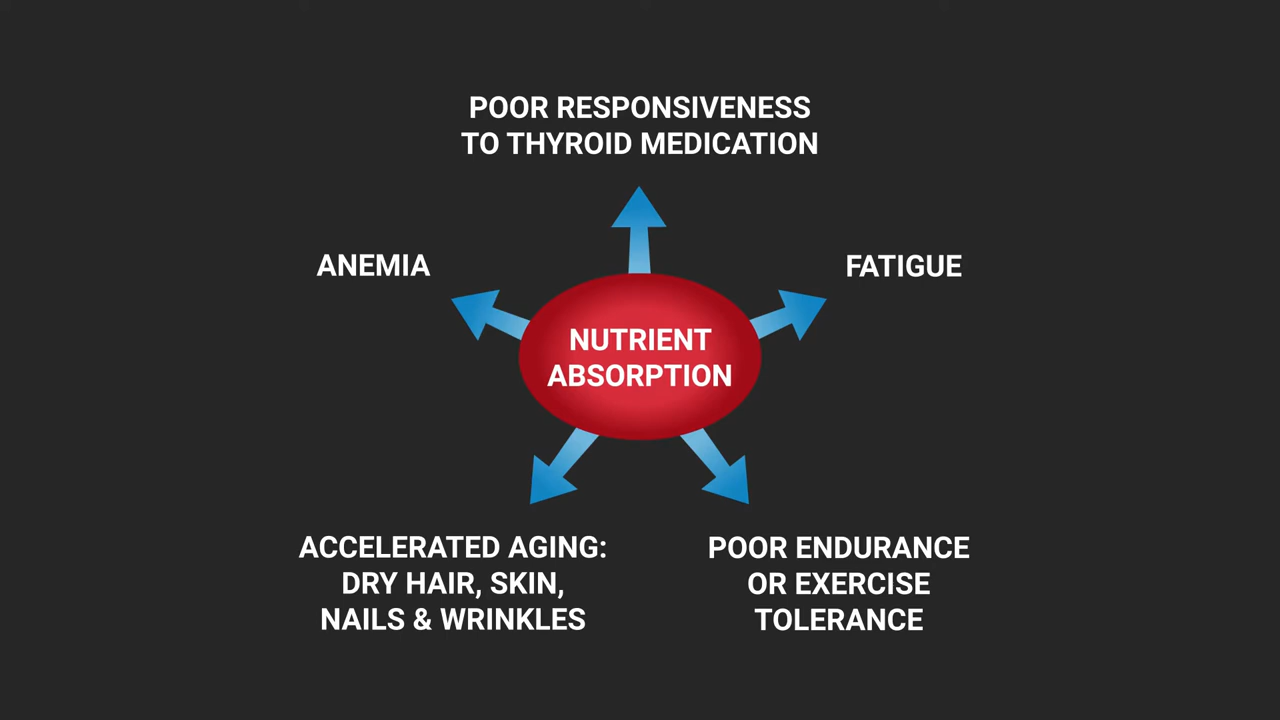 POOR RESPONSIVENESS
TO THYROID MEDICATION
ANEMIA
FATIGUE
NUTRIENT
ABSORPTION
ACCELERATED AGING:
DRY HAIR, SKIN,
NAILS & WRINKLES
POOR ENDURANCE
OR EXERCISE
TOLERANCE